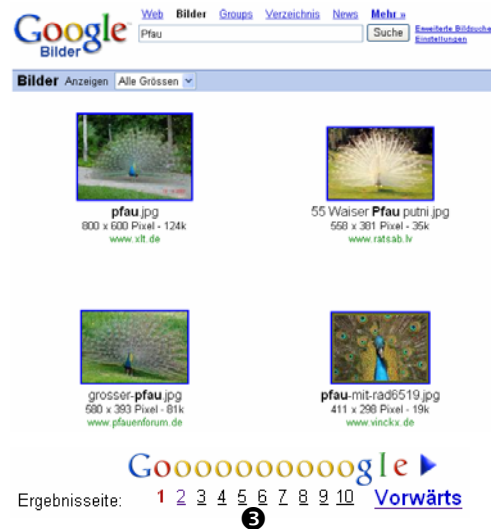 Google
Bilder
Web Bilder Groups Verzeichnis News Mehr »
Pfau
Suche
Erweiterte Bildsuche
Einstellungen
Bilder Anzeigen Alle Grössen
pfau.jpg
800 x 600 Pixel - 124k
www.xlt.de
55 Waiser Pfau putni.jpg
558 x 381 Pixel - 35k
www.ratsab.lv
grosser-pfau.jpg
580 x 393 Pixel - 81k
www.pfauenforum.de
pfau-mit-rad6519.jpg
411 x 298 Pixel - 19k
www.vinckx.de
Goooooooooogle
Ergebnisseite: 1 2 3 4 5 6 7 8 9 10 Vorwärts
❸